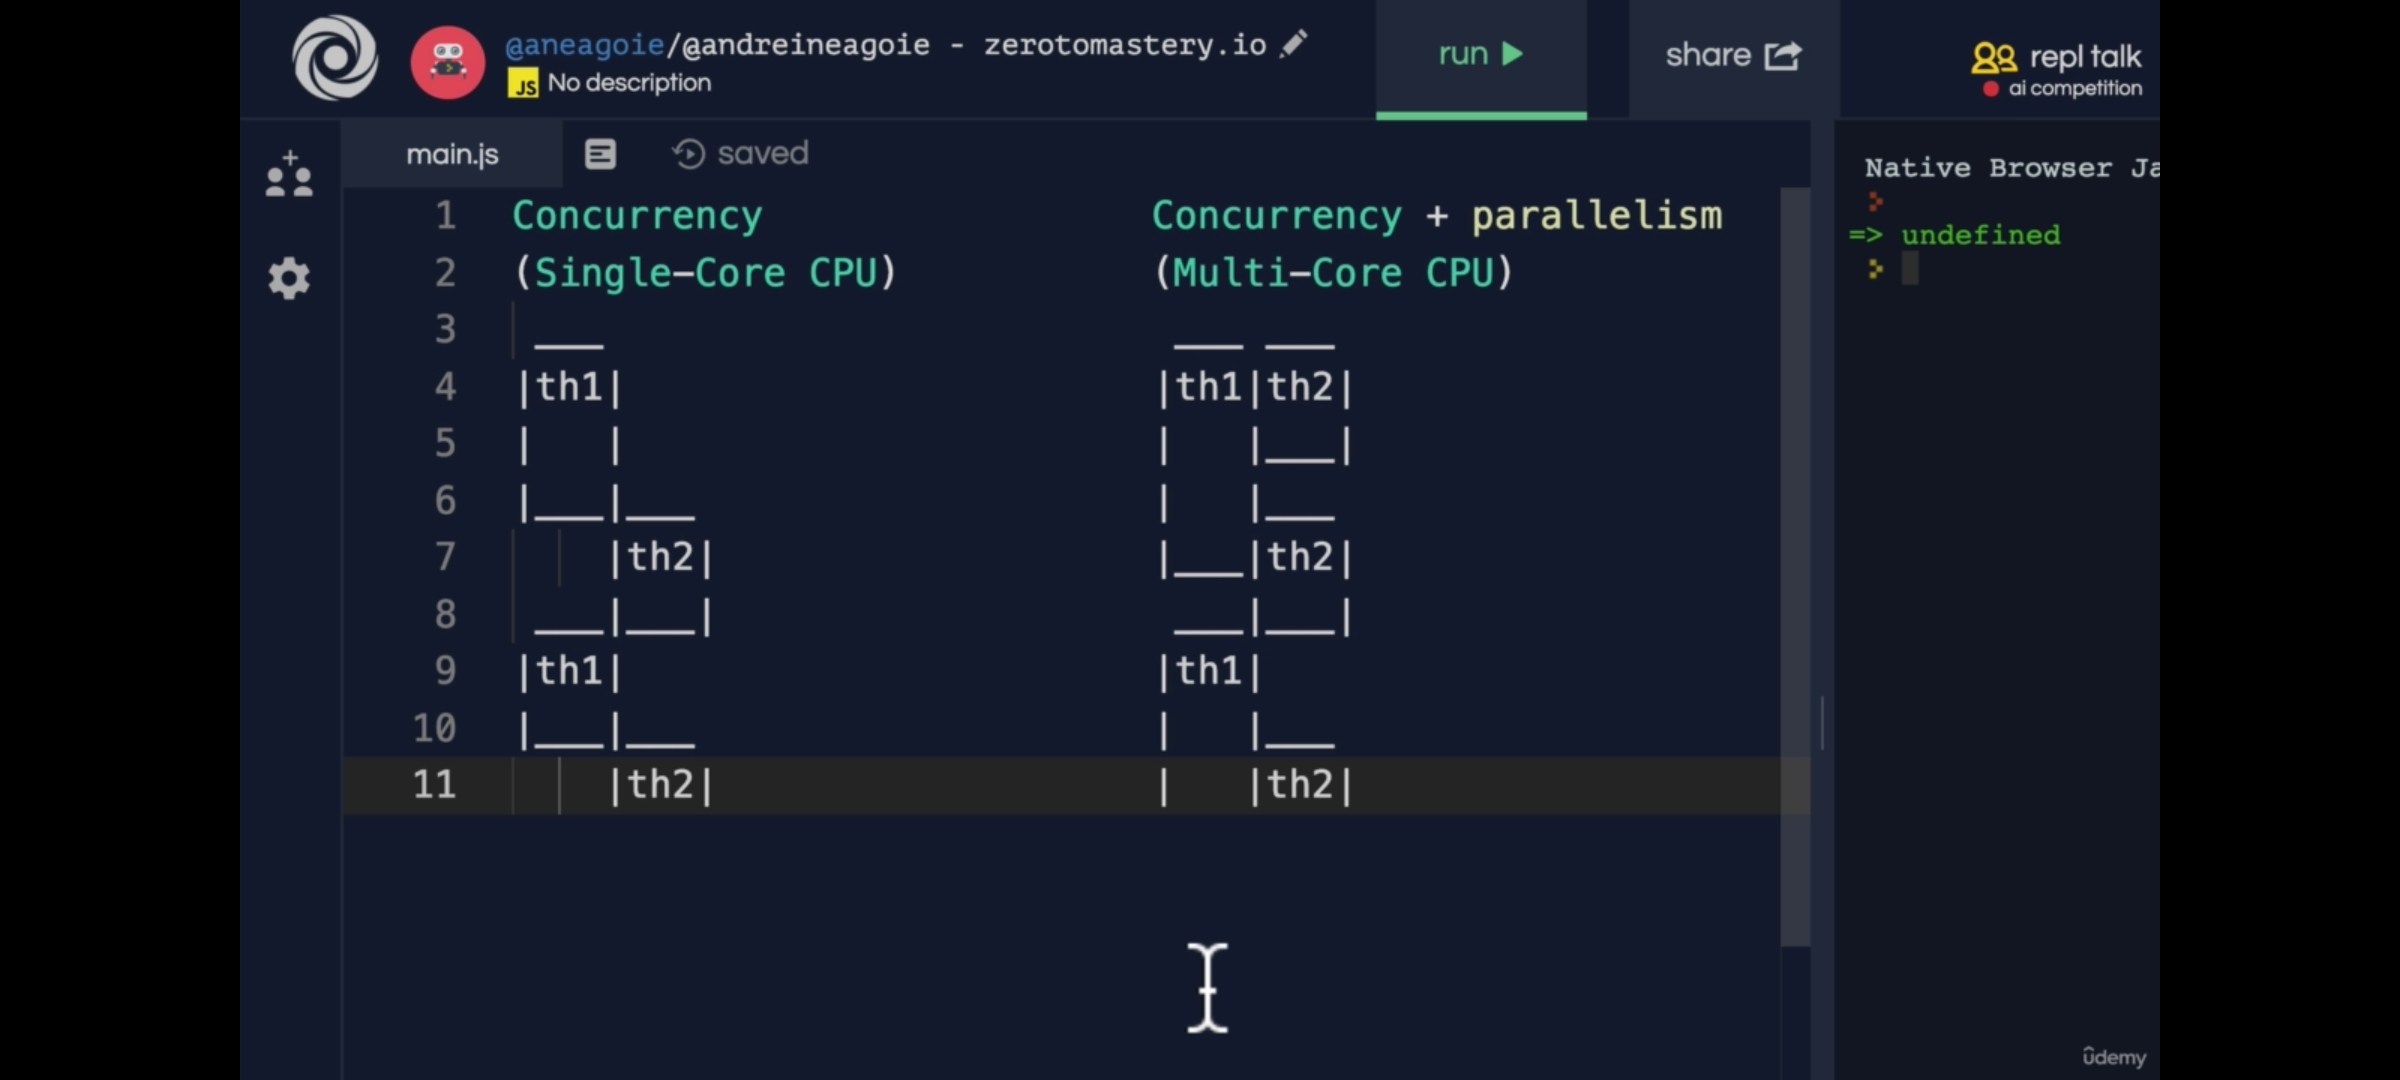 @aneagoie/@andreineagoie - zerotomastery.io
JS No description
run
share
repl talk
ai competition
main.js
saved
Native Browser Ja
=> undefined
1 Concurrency Concurrency + parallelism
2 (Single-Core CPU) (Multi-Core CPU)
3  ___  ___ ___
4 |th1| |th1|th2|
5 |   | |   |___|
6 |___|___ |   |___
7     |th2| |___|th2|
8  ___|___|  ___|___|
9 |th1| |th1|
10 |___|___ |   |___
11     |th2| |   |th2|
ûdemy